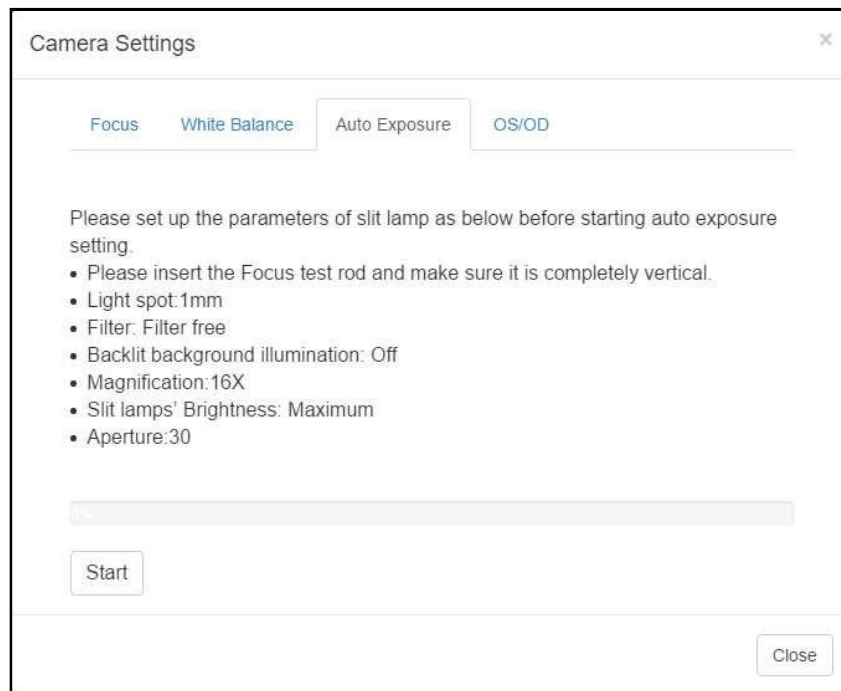 Camera Settings ×
Focus White Balance Auto Exposure OS/OD
Please set up the parameters of slit lamp as below before starting auto exposure
setting.
• Please insert the Focus test rod and make sure it is completely vertical.
• Light spot:1mm
• Filter: Filter free
• Backlit background illumination: Off
• Magnification:16X
• Slit lamps’ Brightness: Maximum
• Aperture:30
0%
Start
Close